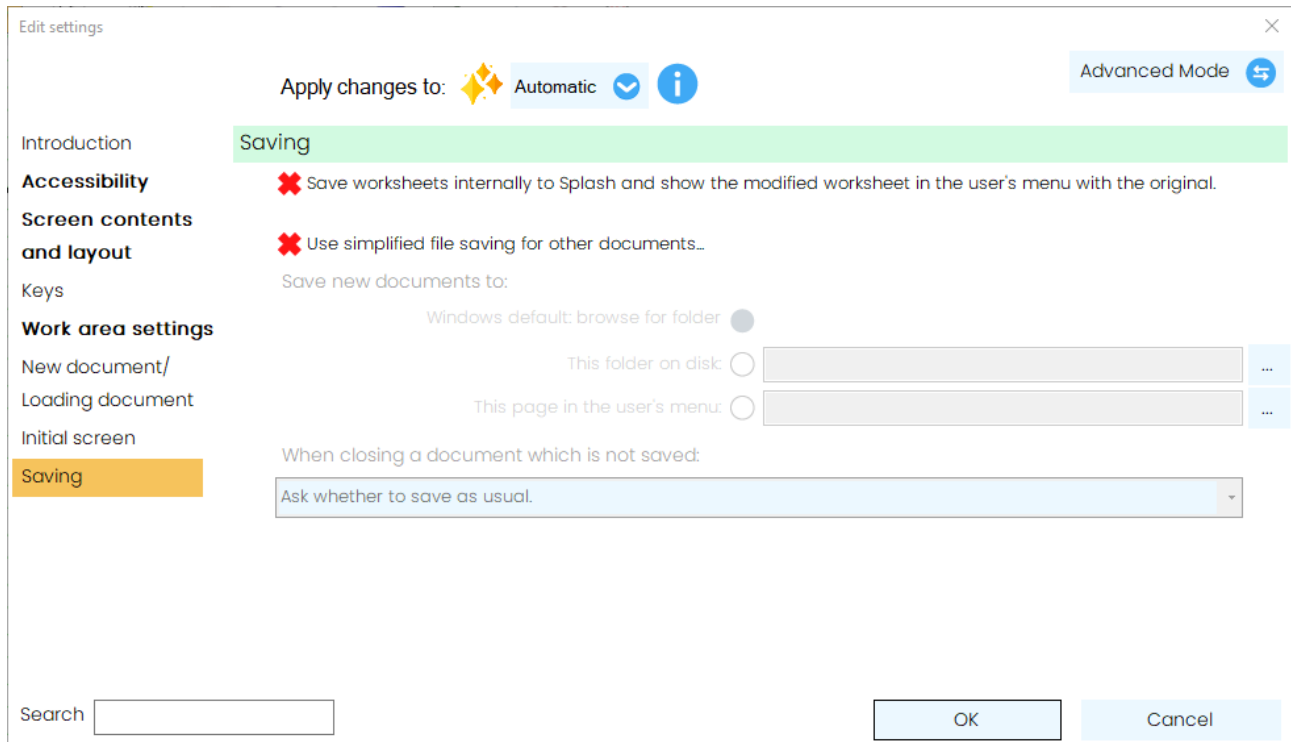 Edit settings
Apply changes to: Automatic
Advanced Mode
Introduction
Accessibility
Screen contents
and layout
Keys
Work area settings
New document/
Loading document
Initial screen
Saving
Saving
Save worksheets internally to Splash and show the modified worksheet in the user's menu with the original.
Use simplified file saving for other documents...
Save new documents to:
Windows default: browse for folder
This folder on disk:
...
This page in the user's menu:
...
When closing a document which is not saved:
Ask whether to save as usual.
Search
OK
Cancel